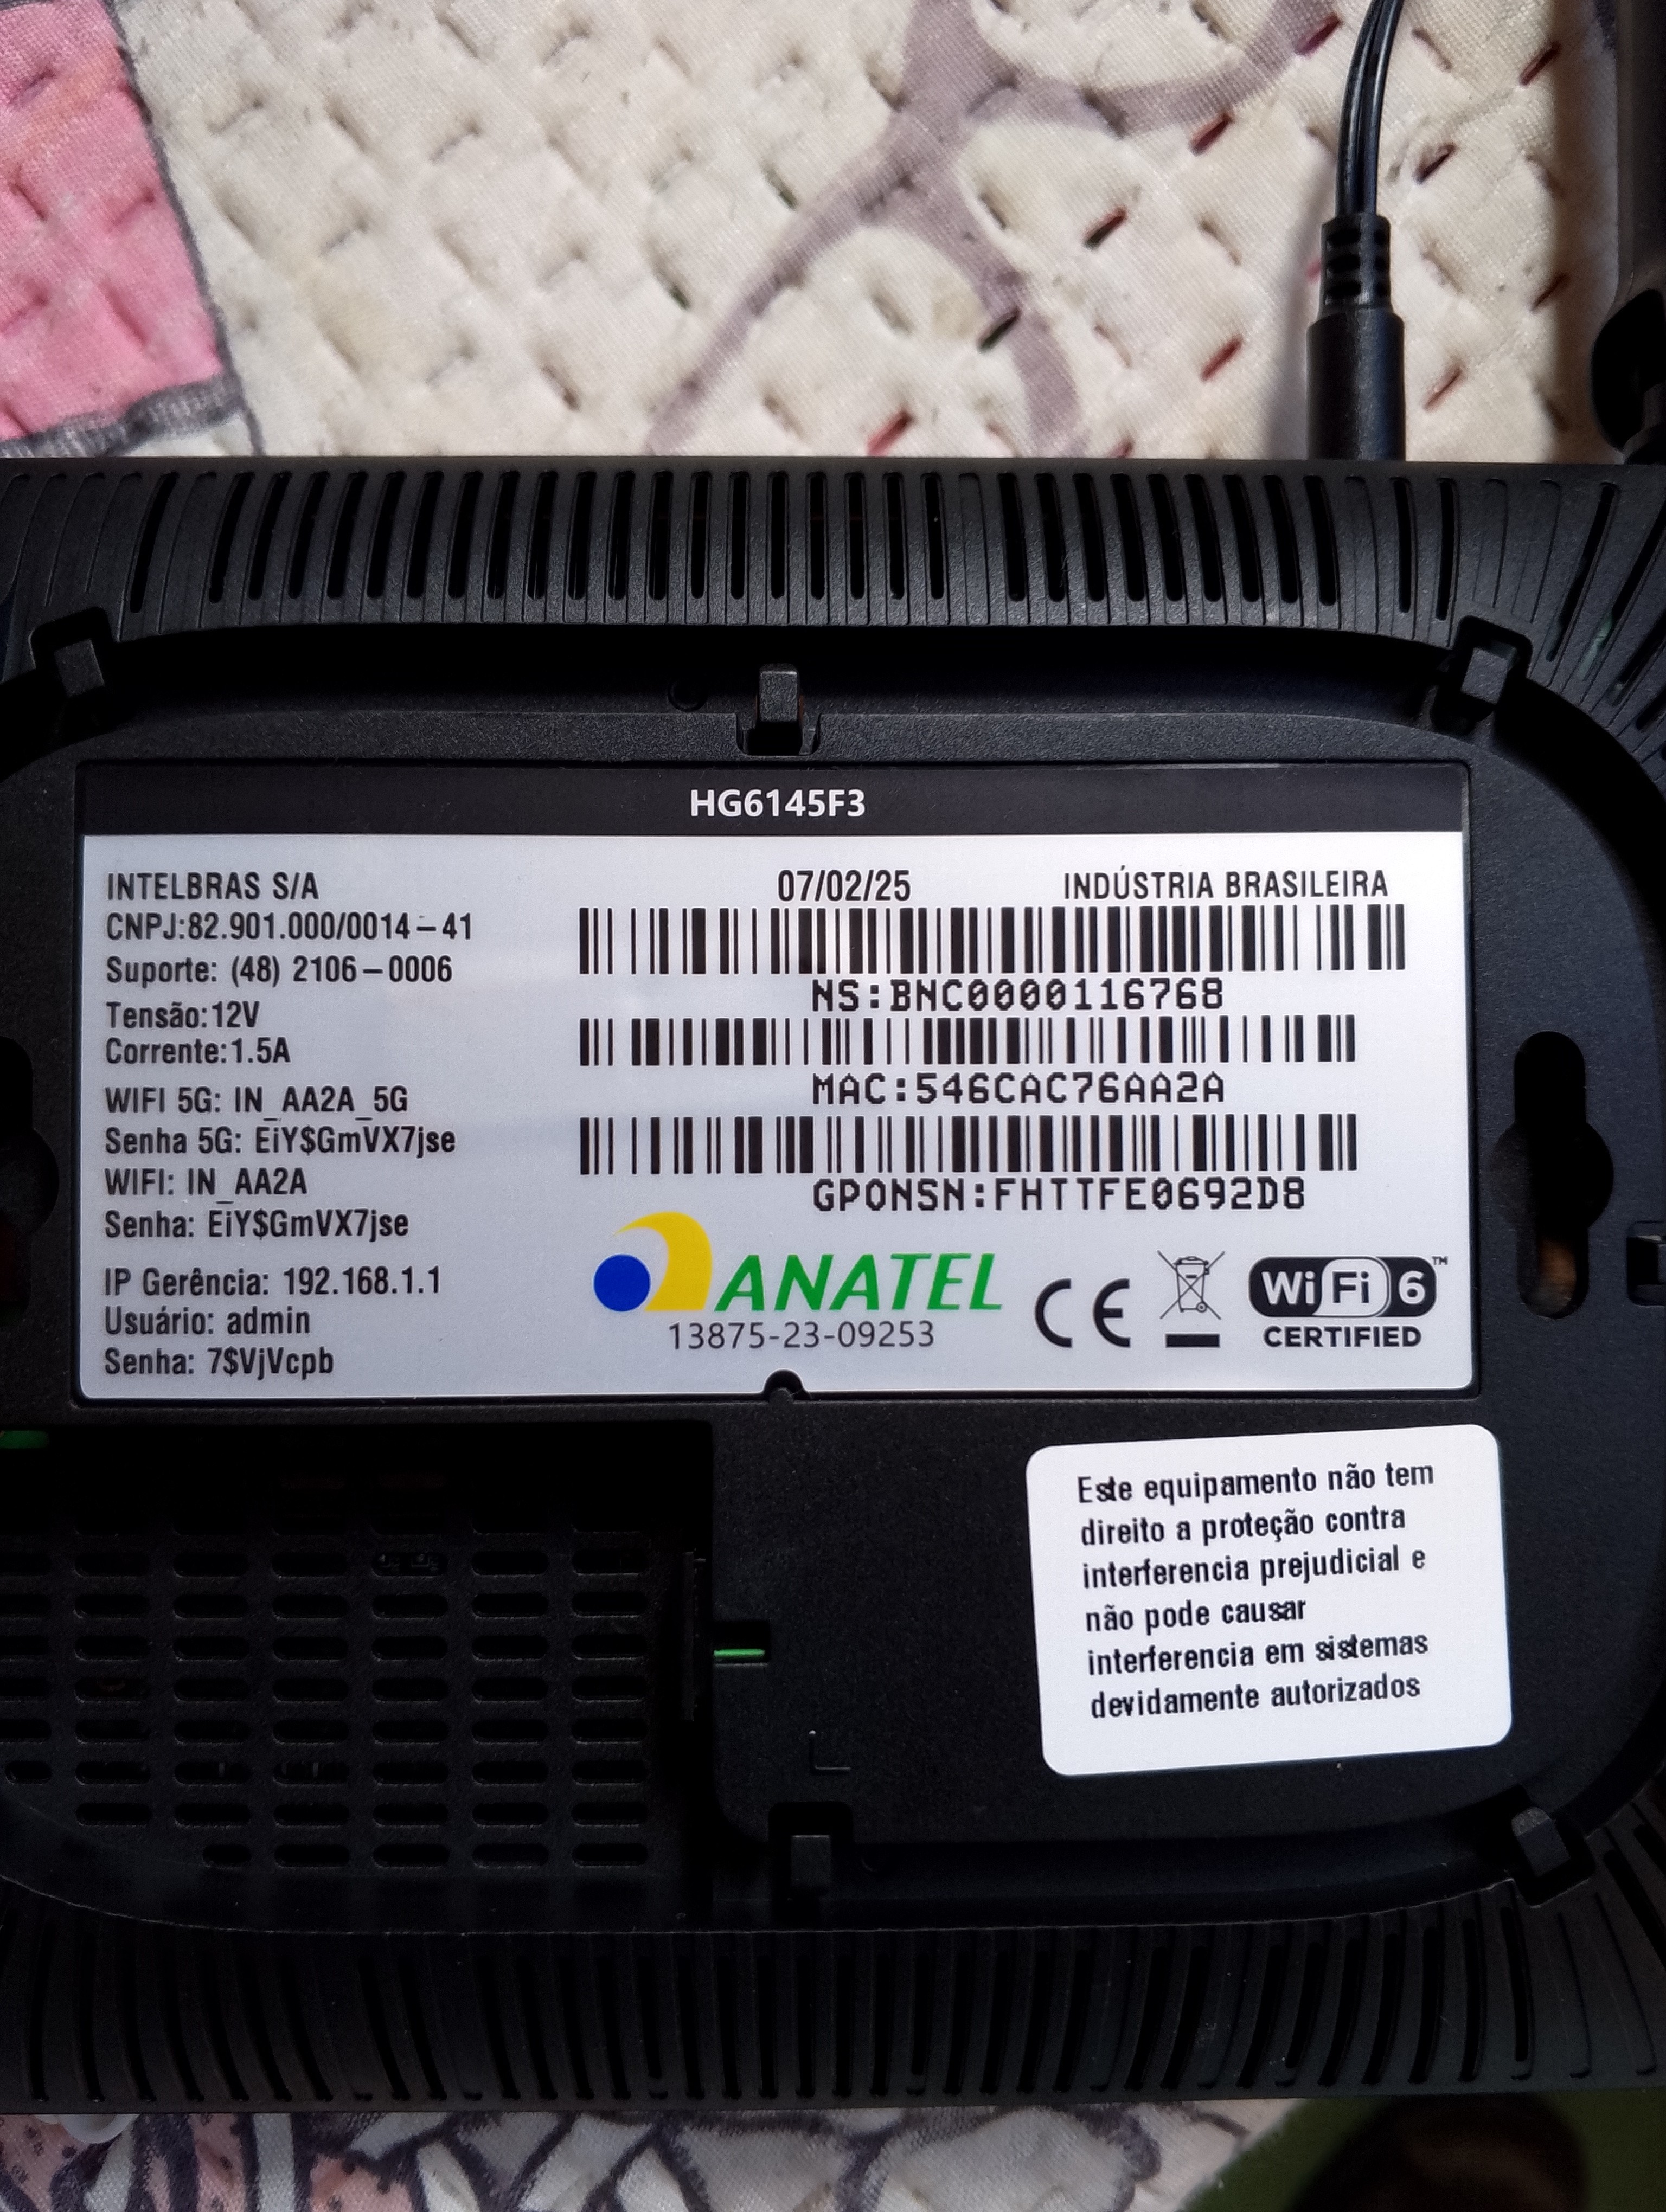 HG6145F3
INTELBRAS S/A
CNPJ:82.901.000/0014-41
Suporte: (48) 2106-0006
Tensão:12V
Corrente:1.5A
WIFI 5G: IN_AA2A_5G
Senha 5G: EiY$GmVX7jse
WIFI: IN_AA2A
Senha: EiY$GmVX7jse
IP Gerência: 192.168.1.1
Usuário: admin
Senha: 7$VjVcpb
07/02/25 INDÚSTRIA BRASILEIRA
NS:BNC0000116768
MAC:546CAC76AA2A
GPONSN:FHTTFE0692D8
ANATEL
13875-23-09253
CE
WiFi 6™
CERTIFIED
Este equipamento não tem
direito a proteção contra
interferencia prejudicial e
não pode causar
interferencia em sistemas
devidamente autorizados